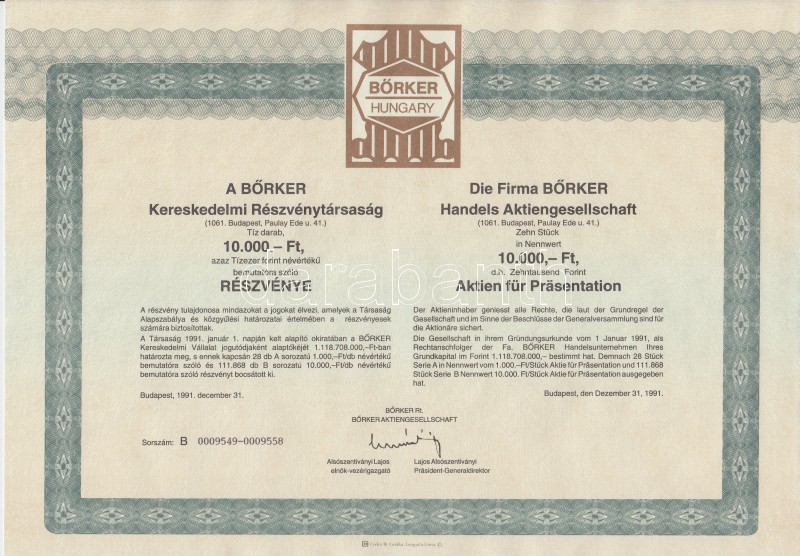 BŐRKER
HUNGARY
A BŐRKER
Kereskedelmi Részvénytársaság
(1061. Budapest, Paulay Ede u. 41.)
Tíz darab,
10.000.– Ft,
azaz Tízezer forint névértékű
bemutatóra szóló
RÉSZVÉNYE
A részvény tulajdonosa mindazokat a jogokat élvezi, amelyek a Társaság
Alapszabálya és közgyűlési határozatai értelmében a részvényesek
számára biztosítottak.
A Társaság 1991. január 1. napján kelt alapító okiratában a BŐRKER
Kereskedelmi Vállalat jogutódjaként alaptőkéjét 1.118.708.000,–Ft-ban
határozta meg, s ennek kapcsán 28 db A sorozatú 1.000,–Ft/db névértékű
bemutatóra szóló és 111.868 db B sorozatú 10.000,–Ft/db névértékű
bemutatóra szóló részvényt bocsátott ki.
Budapest, 1991. december 31.
Die Firma BŐRKER
Handels Aktiengesellschaft
(1061. Budapest, Paulay Ede u. 41.)
Zehn Stück
in Nennwert
10.000,– Ft,
d.h. Zehntausend Forint
Aktien für Präsentation
Der Aktieninhaber geniesst alle Rechte, die laut der Grundregel der
Gesellschaft und im Sinne der Beschlüsse der Generalversammlung sind für
die Aktionäre sichert.
Die Gesellschaft in ihrem Gründungsurkunde vom 1 Januar 1991, als
Rechtanschfolger der Fa. BŐRKER Handelsunternehmen Ihres
Grundkapital im Forint 1.118.708.000,– bestimmt hat. Demnach 28 Stück
Serie A in Nennwert vom 1.000.–Ft/Stück Aktie für Präsentation und 111.868
Stück Serie B Nennwert 10.000. Ft/Stück Aktie für Präsentation ausgegeben
hat.
Budapest, den Dezember 31, 1991.
BŐRKER Rt.
BŐRKER AKTIENGESELLSCHAFT
Sorszám: B 0009549-0009558
Alsószentiványi Lajos
elnök-vezérigazgató
Lajos Alsószentiványi
Präsident-Generaldirektor
darabanth